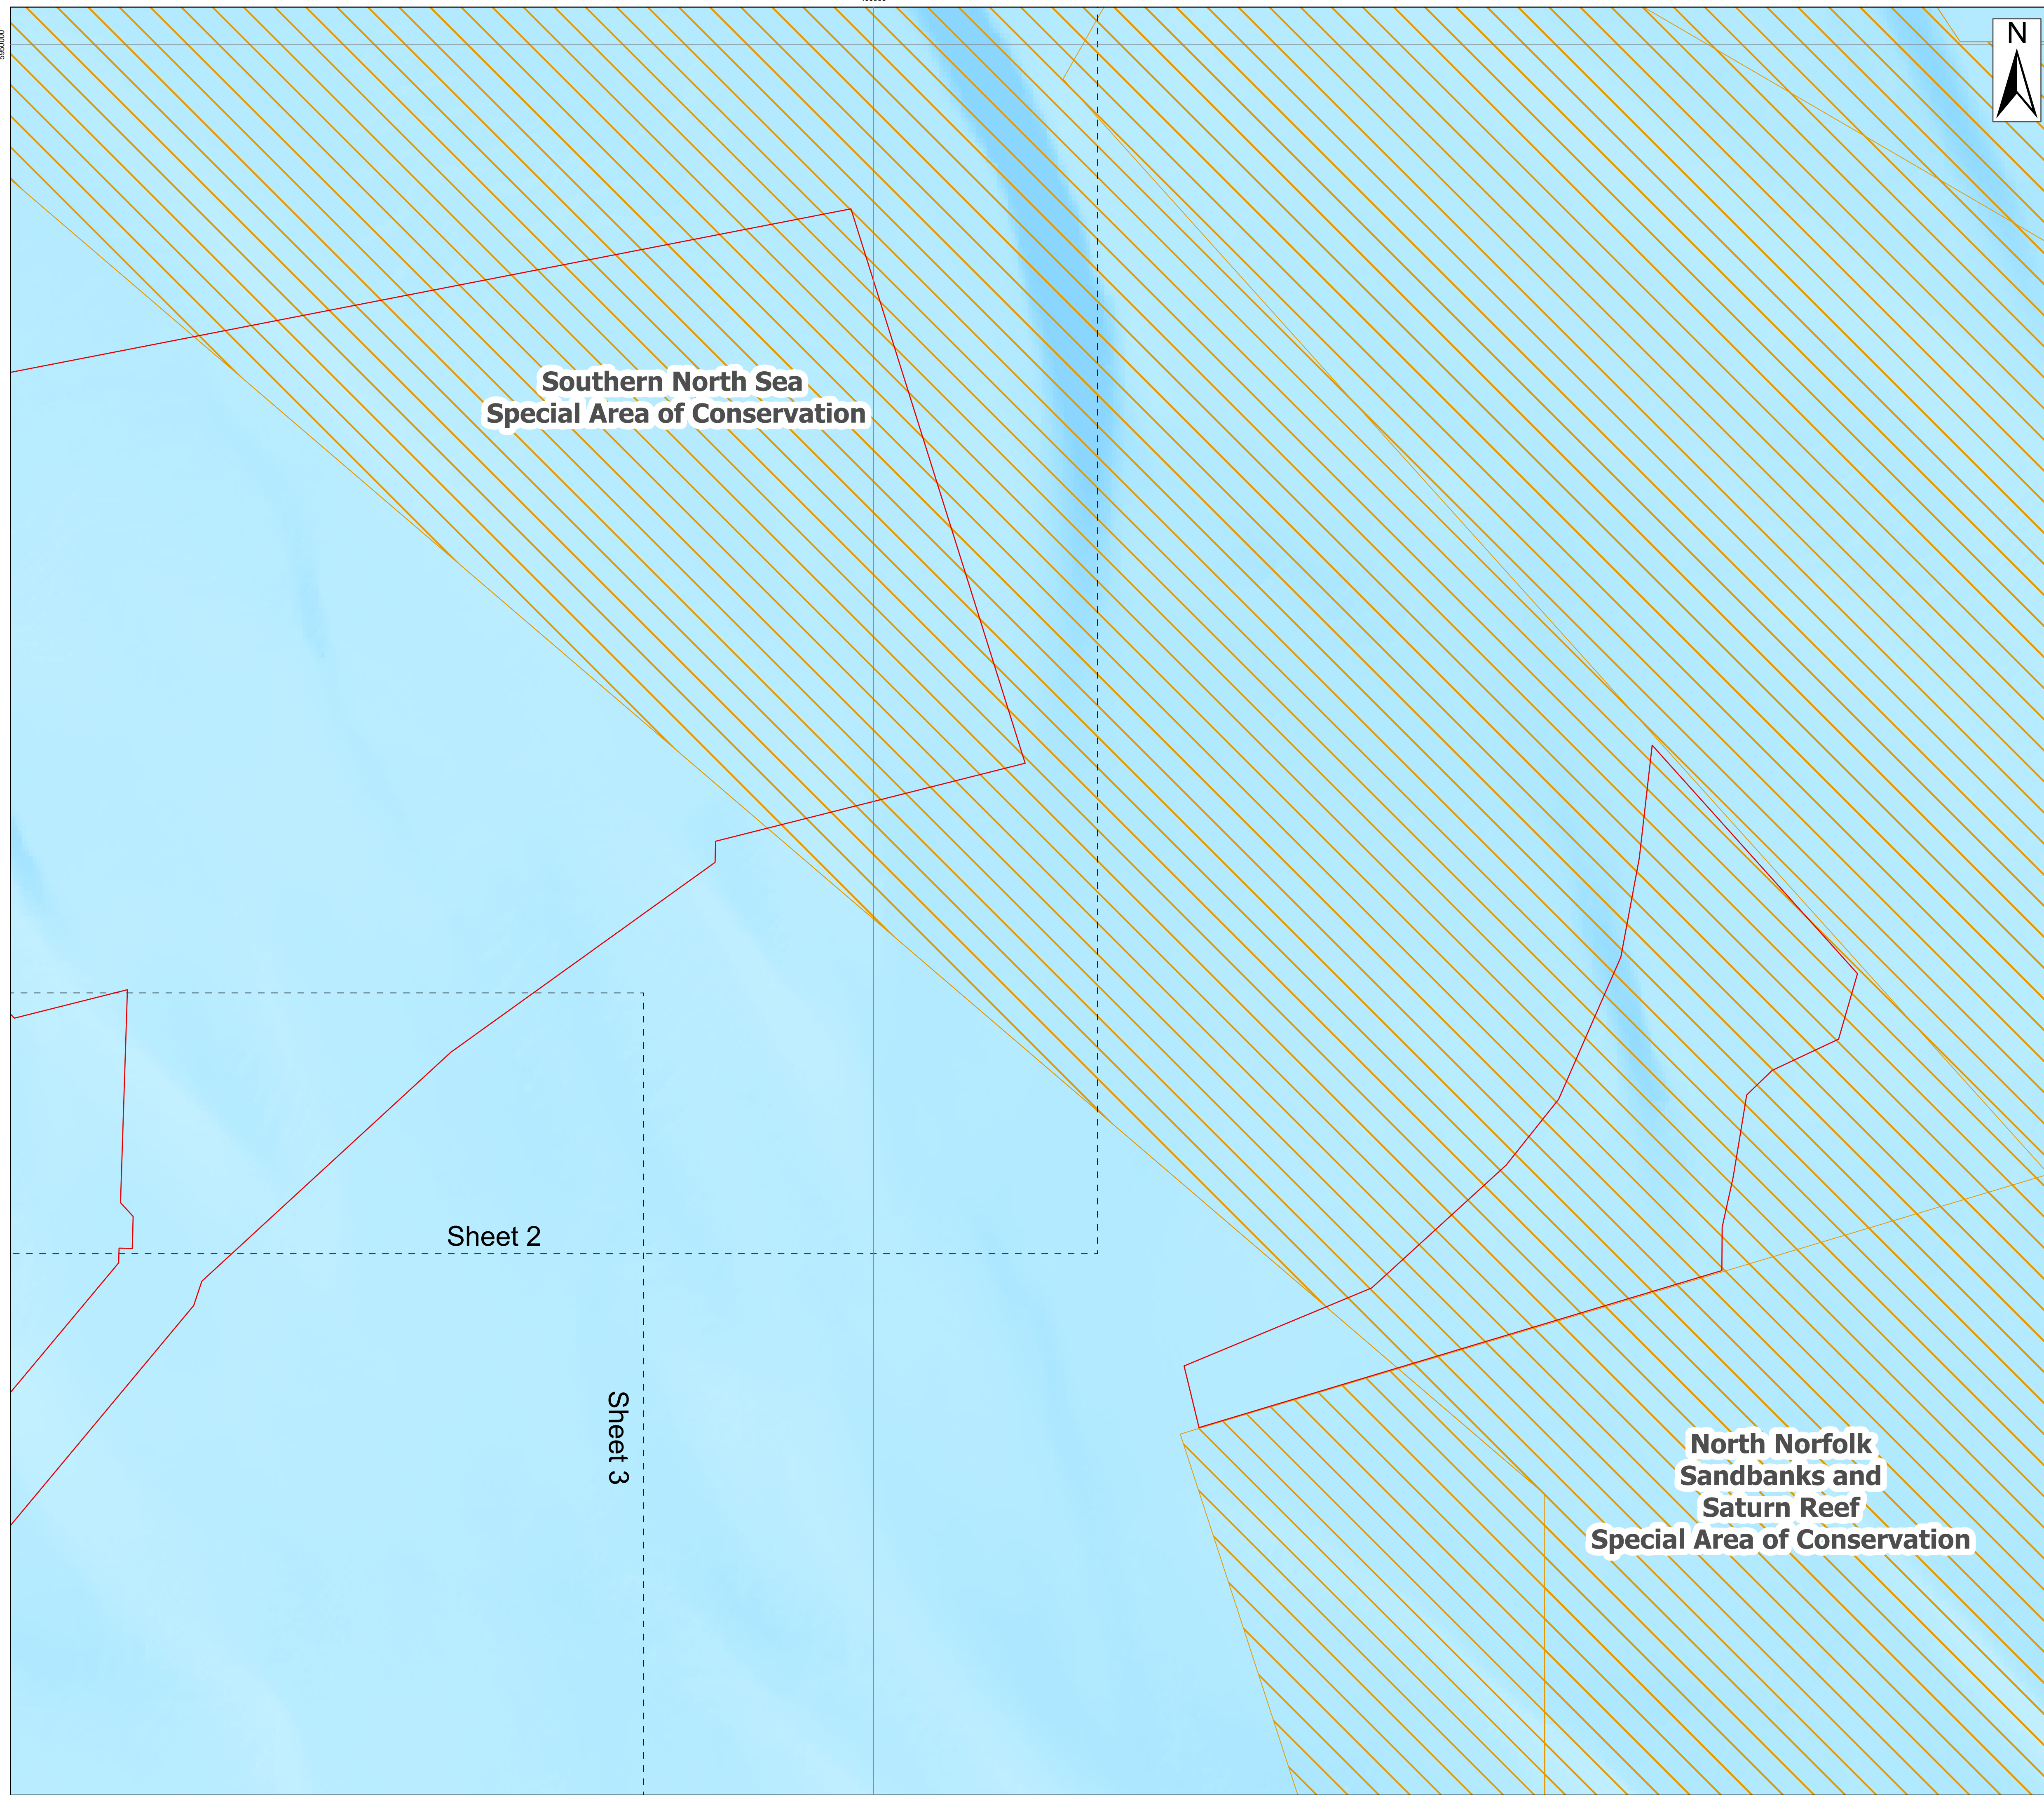 N
Southern North Sea
Special Area of Conservation
Sheet 2
Sheet 3
North Norfolk
Sandbanks and
Saturn Reef
Special Area of Conservation